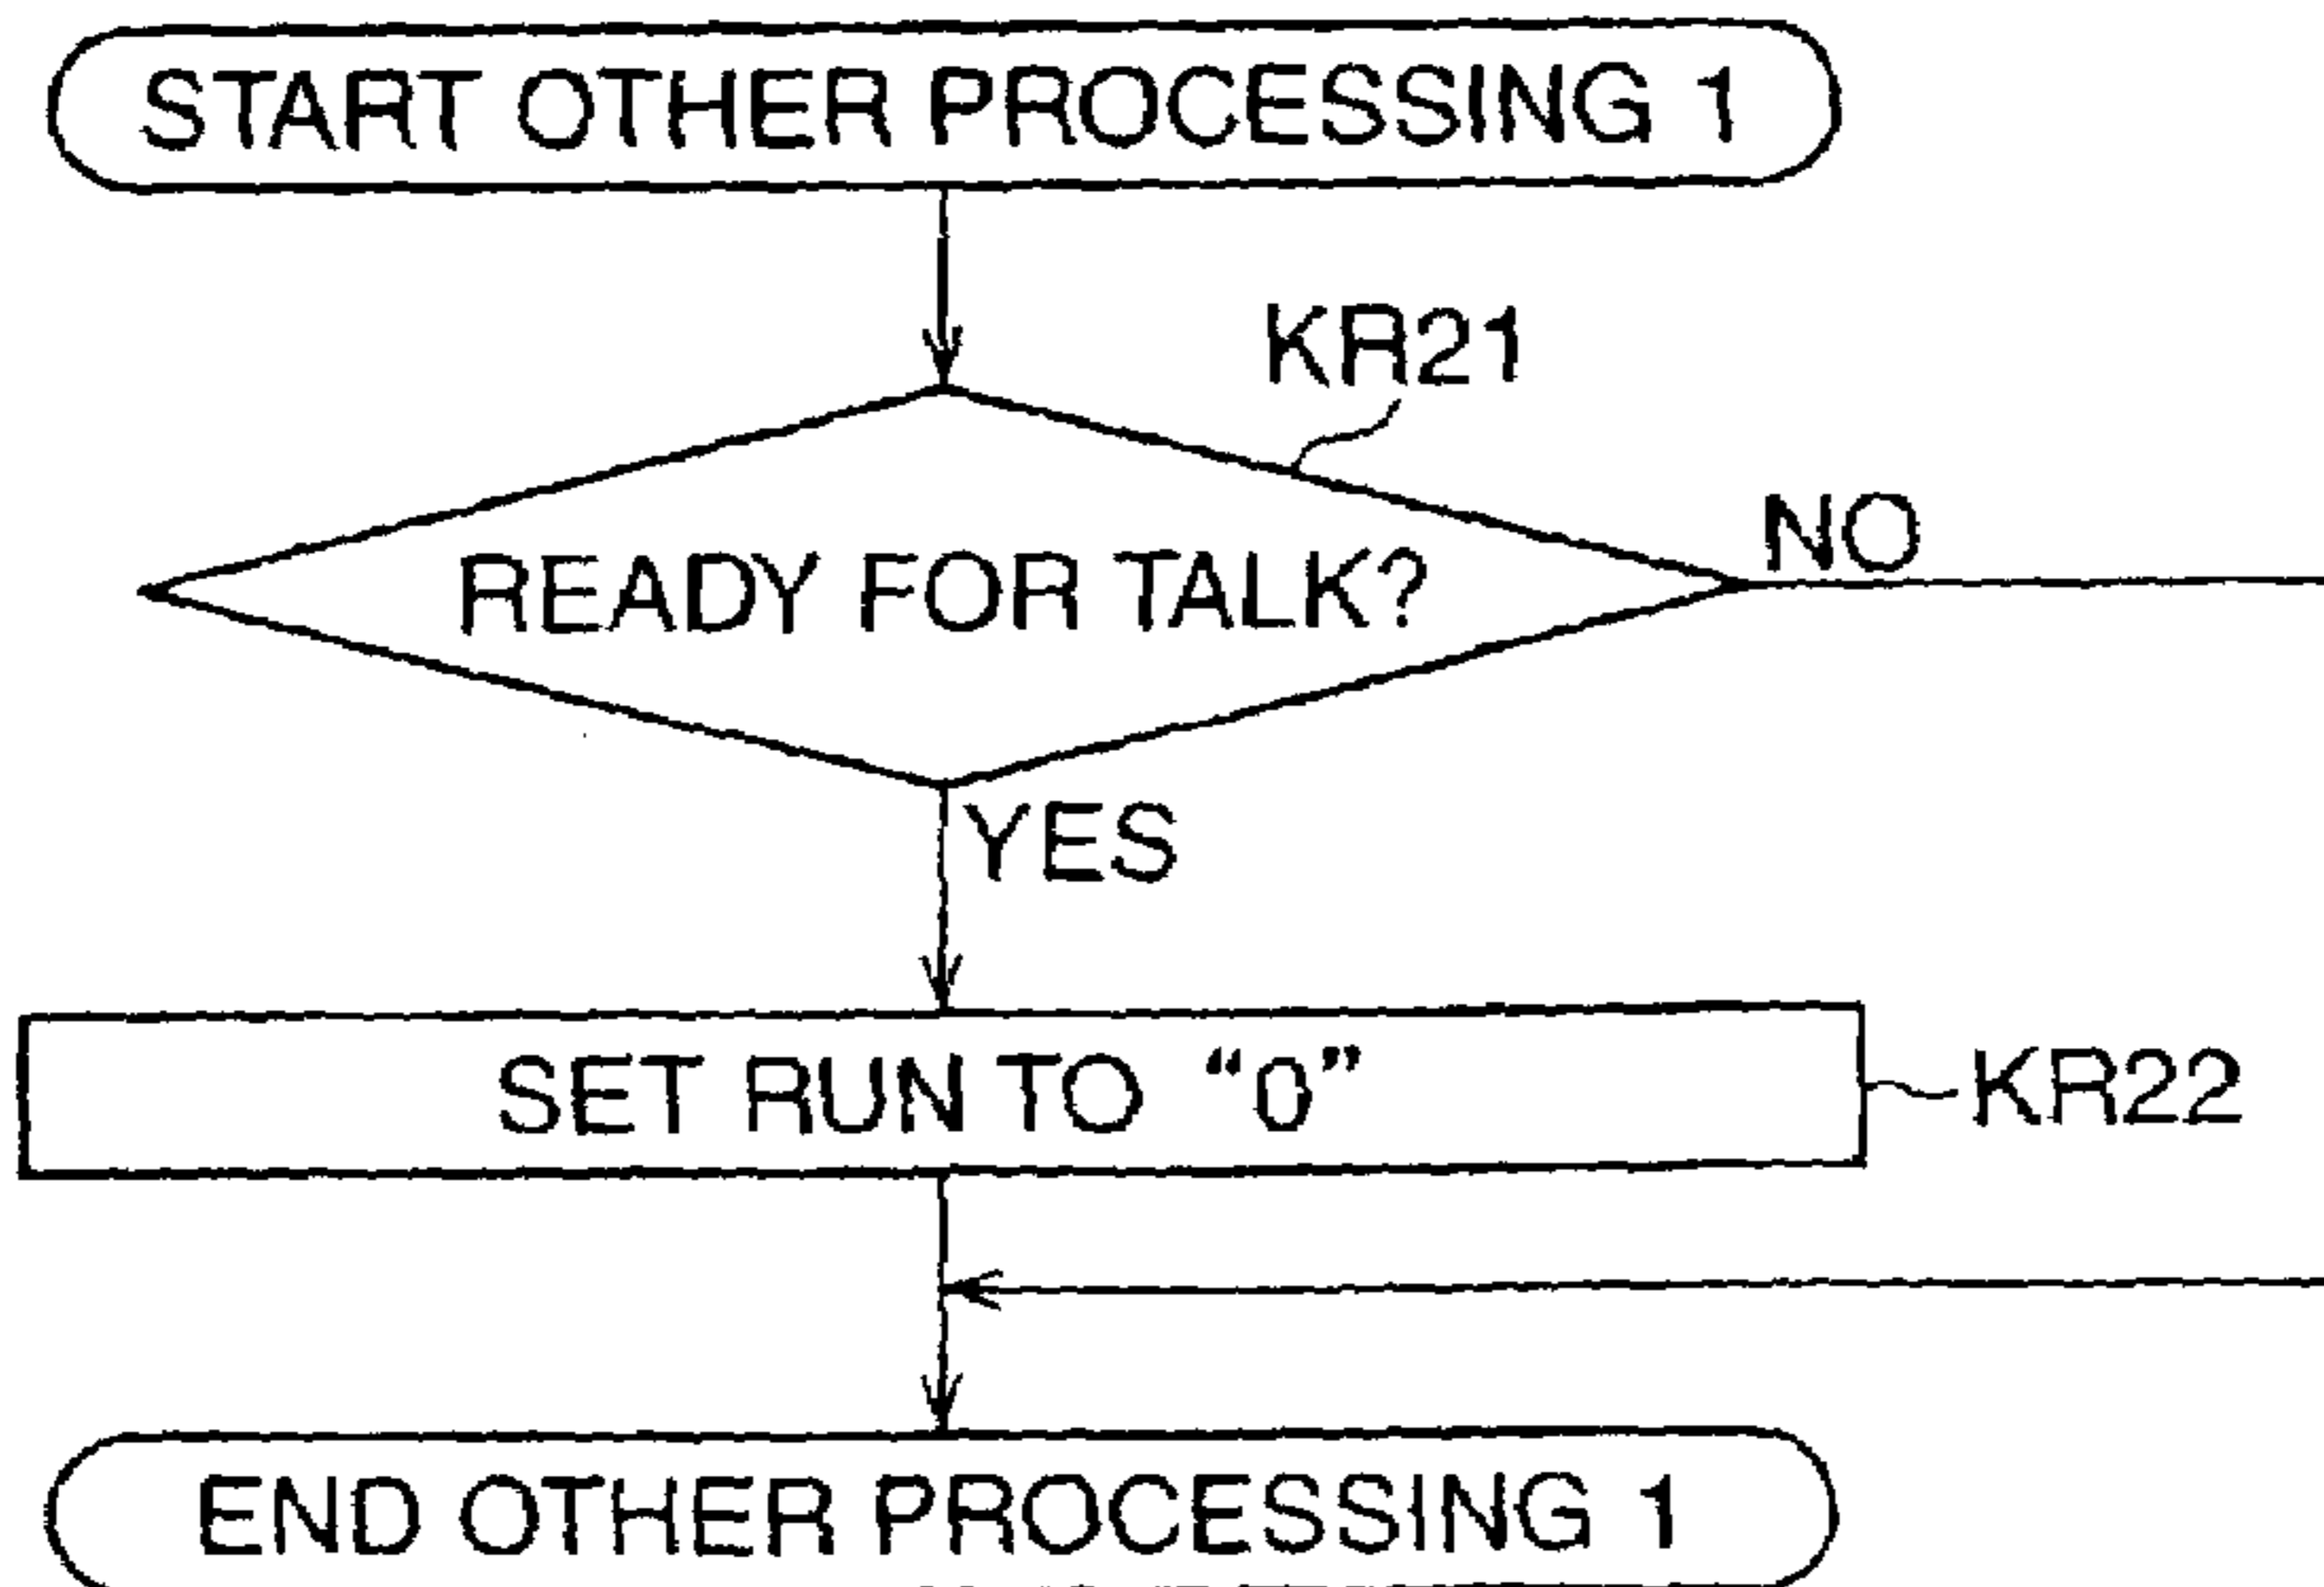 START OTHER PROCESSING 1
KR21
NO
READY FOR TALK?
YES
SET RUN TO “0”
KR22
END OTHER PROCESSING 1